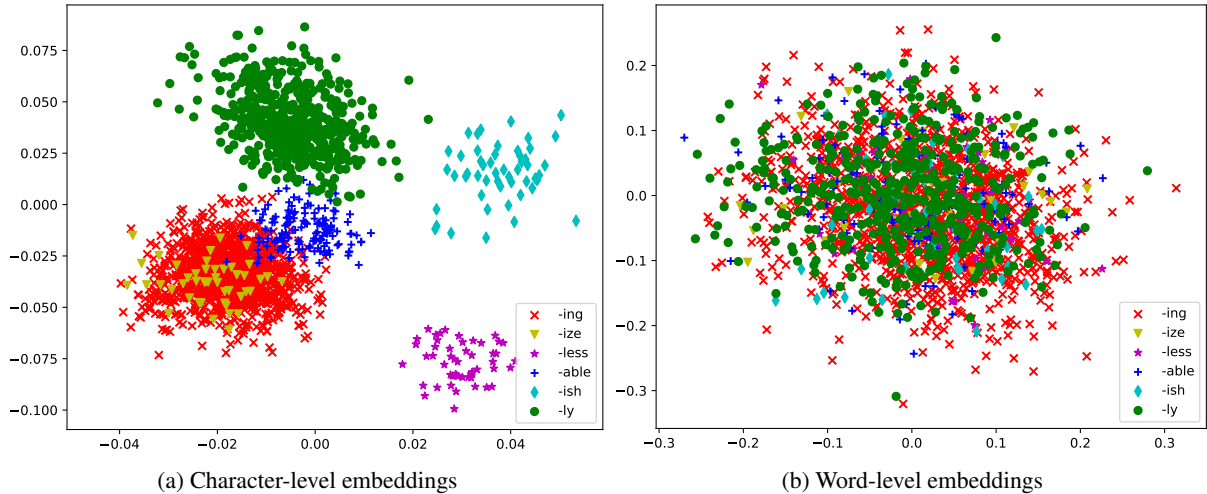 0.075
0.050
0.025
0.000
−0.025
−0.050
−0.075
−0.100
−0.04
−0.02
0.00
0.02
0.04
-ing
-ize
-less
-able
-ish
-ly
(a) Character-level embeddings
0.2
0.1
0.0
−0.1
−0.2
−0.3
−0.3
−0.2
−0.1
0.0
0.1
0.2
0.3
-ing
-ize
-less
-able
-ish
-ly
(b) Word-level embeddings